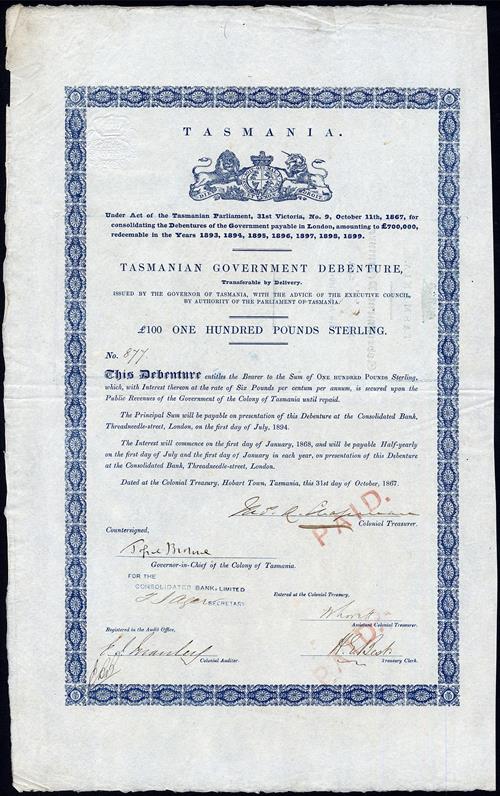 TASMANIA.
Under Act of the Tasmanian Parliament, 31st Victoria, No. 9, October 11th, 1867, for
consolidating the Debentures of the Government payable in London, amounting to £700,000,
redeemable in the Years 1893, 1894, 1895, 1896, 1897, 1898, 1899.
TASMANIAN GOVERNMENT DEBENTURE,
Transferable by Delivery.
ISSUED BY THE GOVERNOR OF TASMANIA, WITH THE ADVICE OF THE EXECUTIVE COUNCIL,
BY AUTHORITY OF THE PARLIAMENT OF TASMANIA.
£100 ONE HUNDRED POUNDS STERLING.
No. 877.
This Debenture entitles the Bearer to the Sum of ONE HUNDRED POUNDS Sterling,
which, with Interest thereon at the rate of Six Pounds per centum per annum, is secured upon the
Public Revenues of the Government of the Colony of Tasmania until repaid.
The Principal Sum will be payable on presentation of this Debenture at the Consolidated Bank,
Threadneedle-street, London, on the first day of July, 1894.
The Interest will commence on the first day of January, 1868, and will be payable Half-yearly
on the first day of July and the first day of January in each year, on presentation of this Debenture
at the Consolidated Bank, Threadneedle-street, London.
Dated at the Colonial Treasury, Hobart Town, Tasmania, this 31st day of October, 1867.
PAID.
Colonial Treasurer.
Countersigned,
Governor-in-Chief of the Colony of Tasmania.
FOR THE
CONSOLIDATED BANK, LIMITED
SECRETARY
Entered at the Colonial Treasury,
Assistant Colonial Treasurer.
Registered in the Audit Office,
PAID.
Colonial Auditor.
Treasury Clerk.